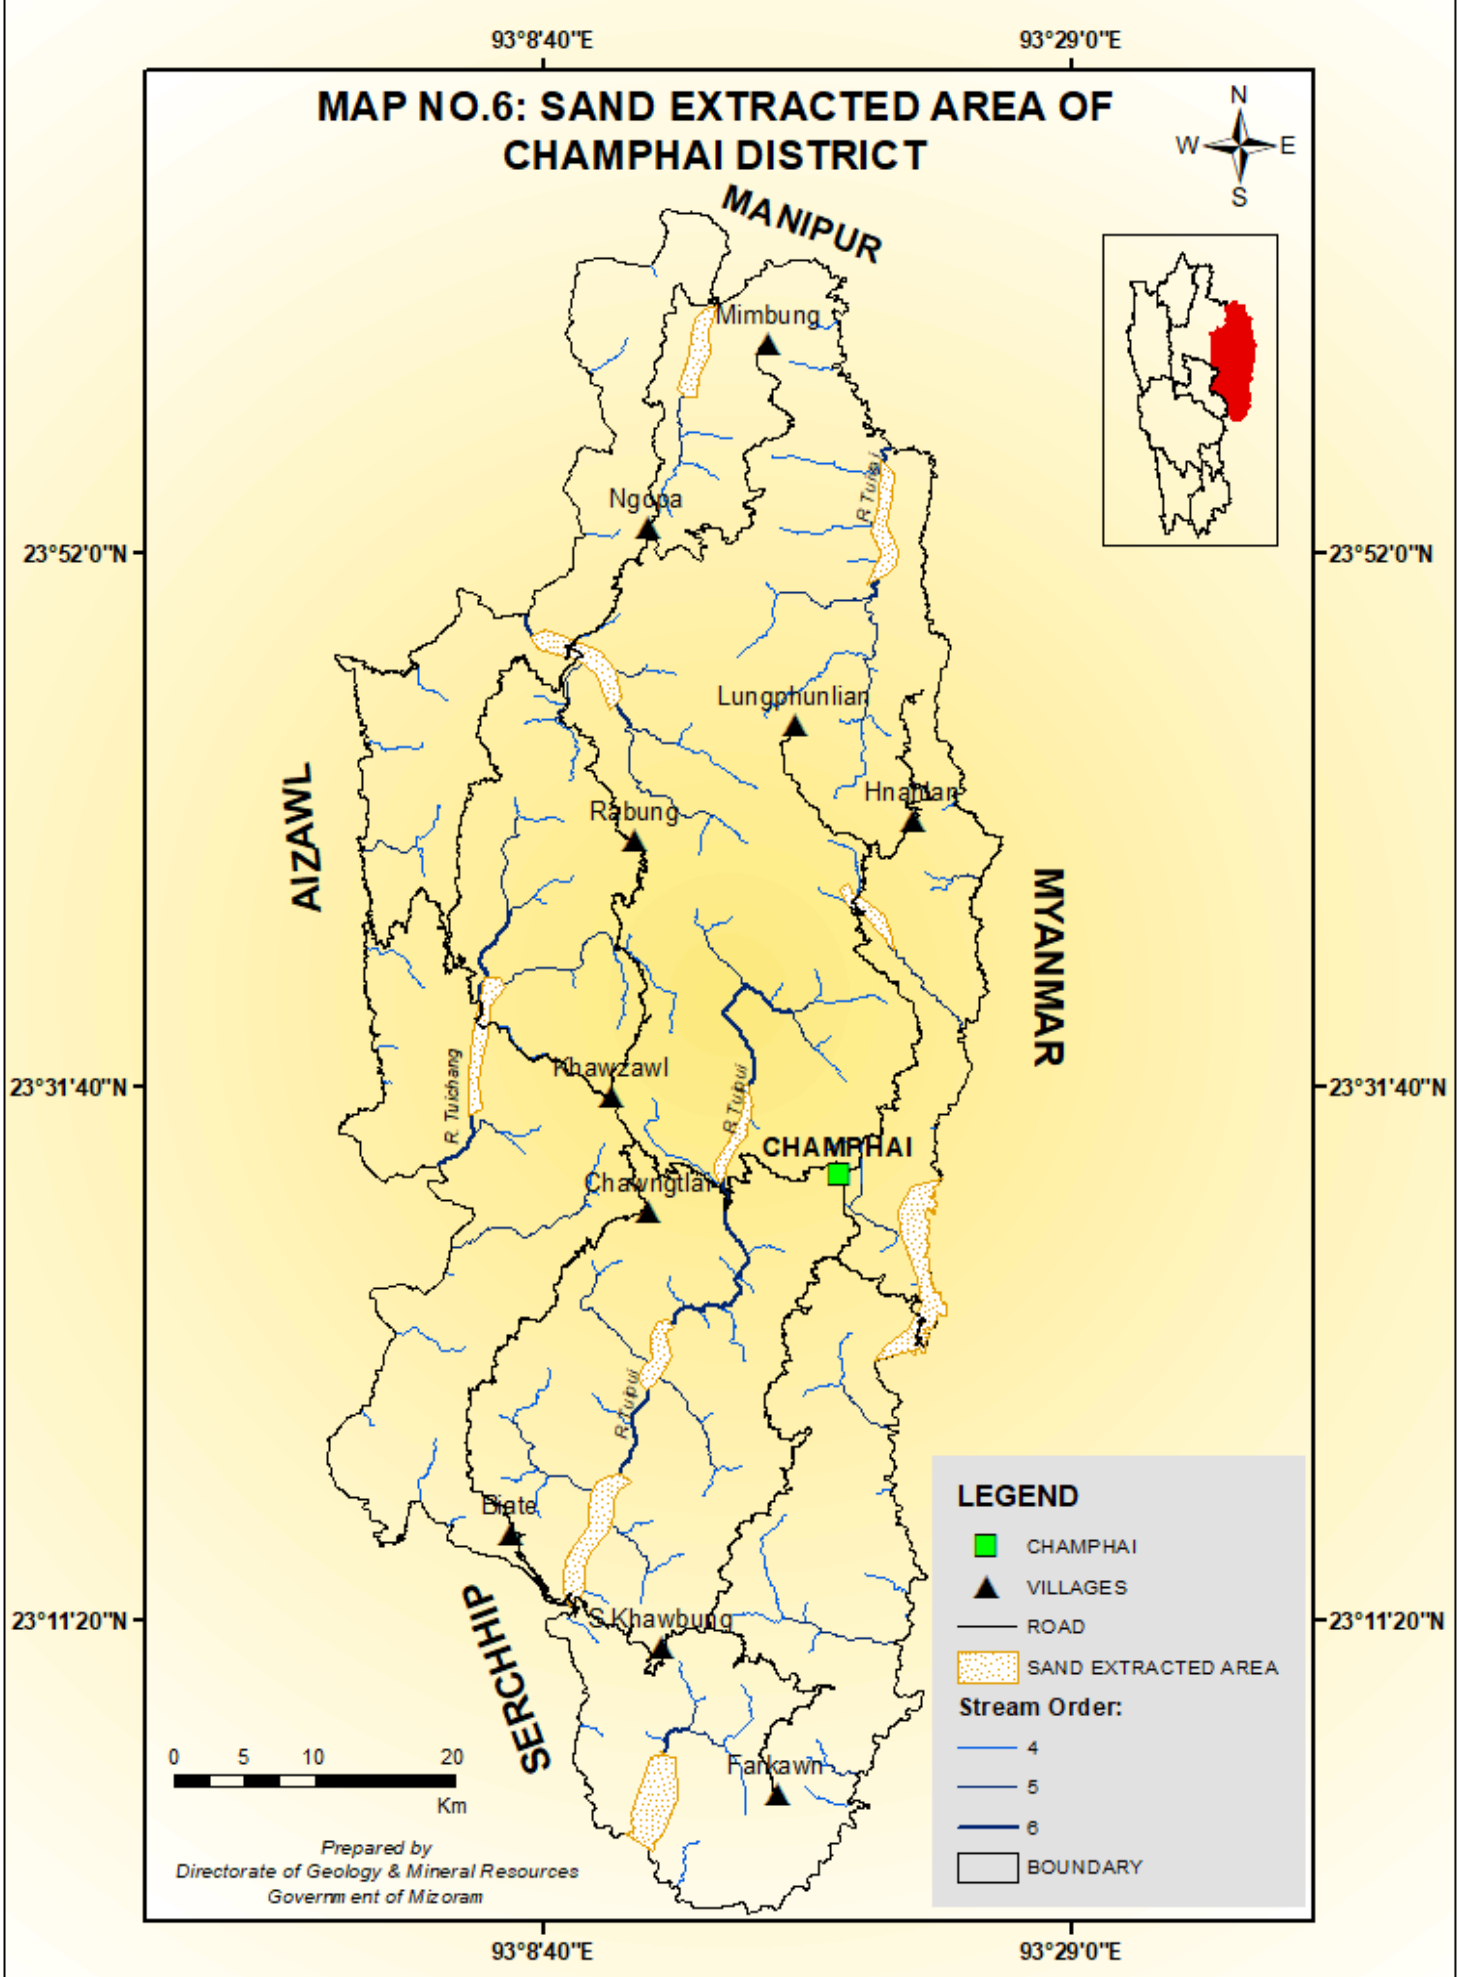 93°8'40"E
93°29'0"E
MAP NO.6: SAND EXTRACTED AREA OF
CHAMPHAI DISTRICT
N
W
E
S
MANIPUR
Mimbung
R Tuipui
Ngopa
23°52'0"N
23°52'0"N
Lungphunlian
AIZAWL
Hnahlan
Rabung
MYANMAR
Khawzawl
R. Tuichang
R Tuipui
23°31'40"N
23°31'40"N
CHAMPHAI
Chawngtlai
R Tuipui
Biate
SERCHHIP
S.Khawbung
23°11'20"N
23°11'20"N
Farkawn
LEGEND
CHAMPHAI
VILLAGES
ROAD
SAND EXTRACTED AREA
Stream Order:
4
5
6
BOUNDARY
0 5 10 20
Km
Prepared by
Directorate of Geology & Mineral Resources
Government of Mizoram
93°8'40"E
93°29'0"E